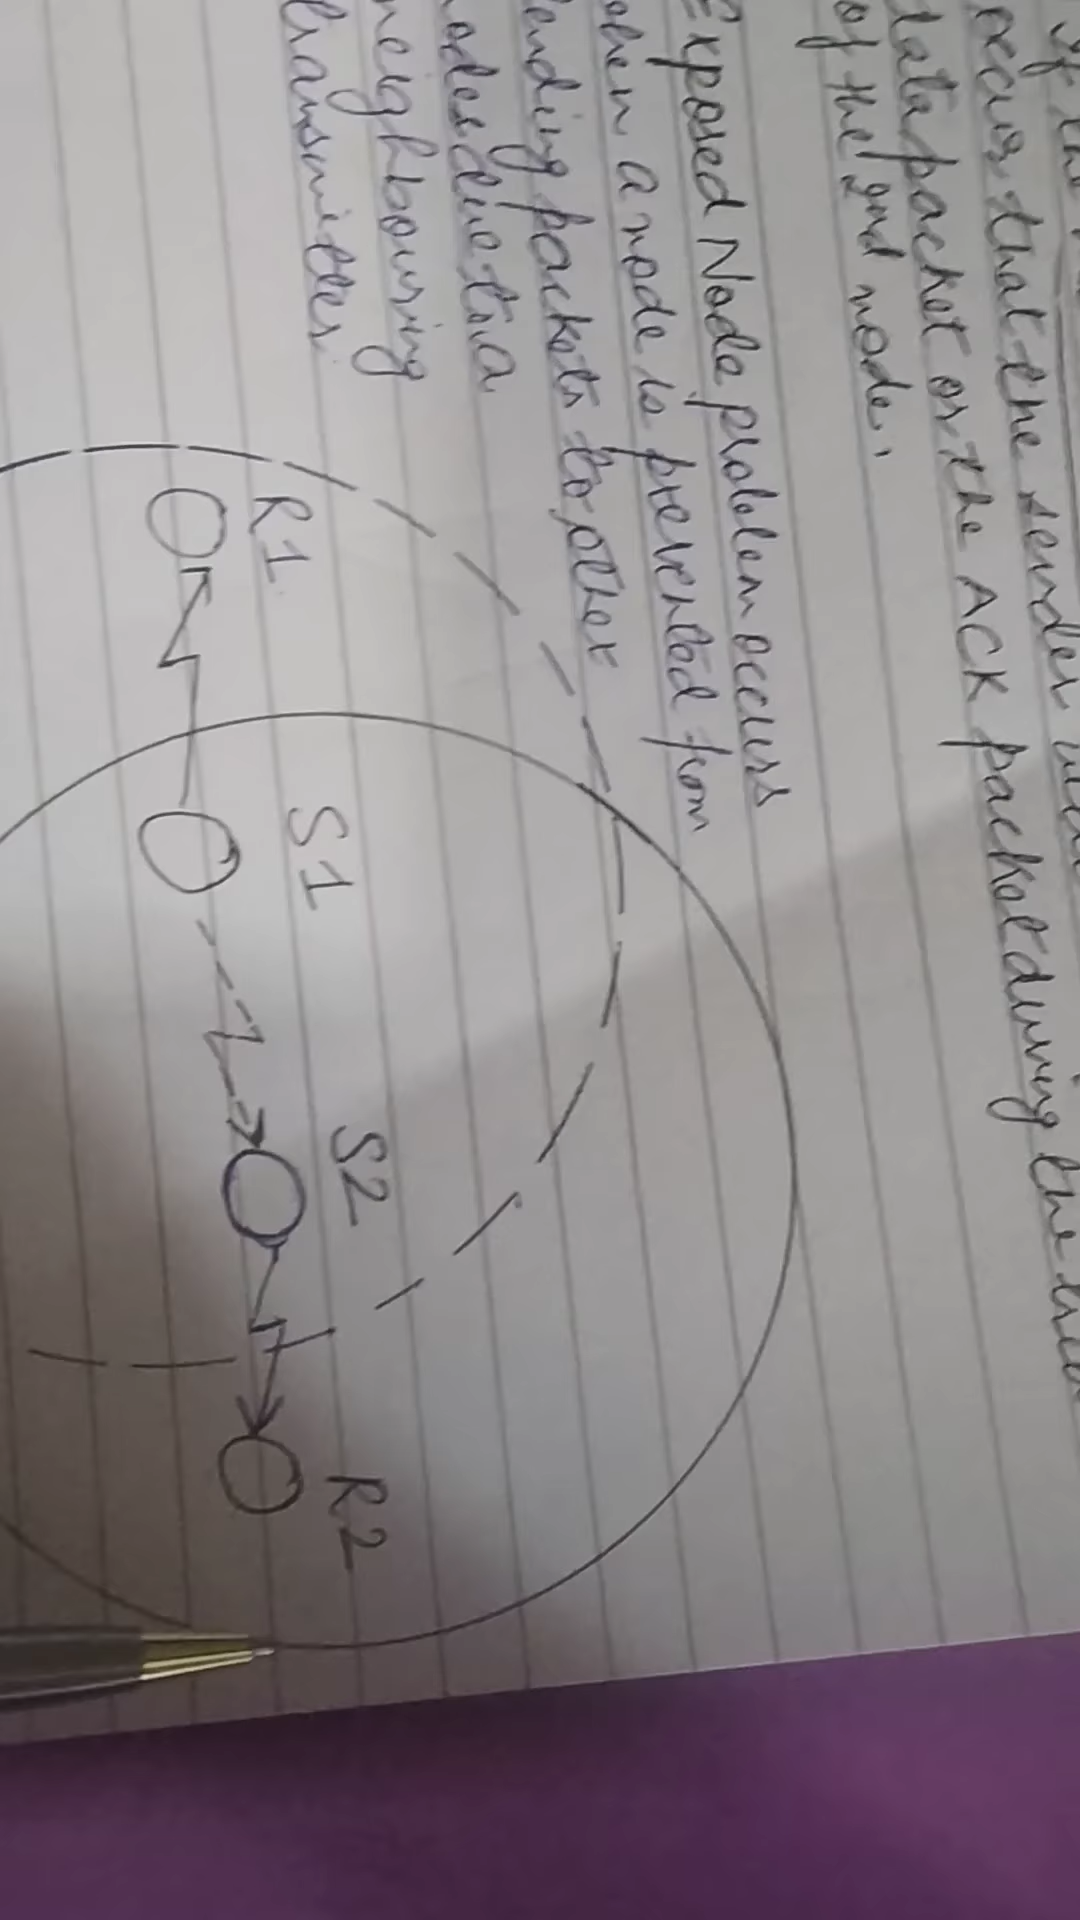 of the
occurs that the sender
data packet or the ACK packet during the
of the 2nd node.
Exposed Node problem occurs
when a node is prevented from
sending packets to other
nodes due to a
neighbouring
transmitter.
R1 S1 S2 R2